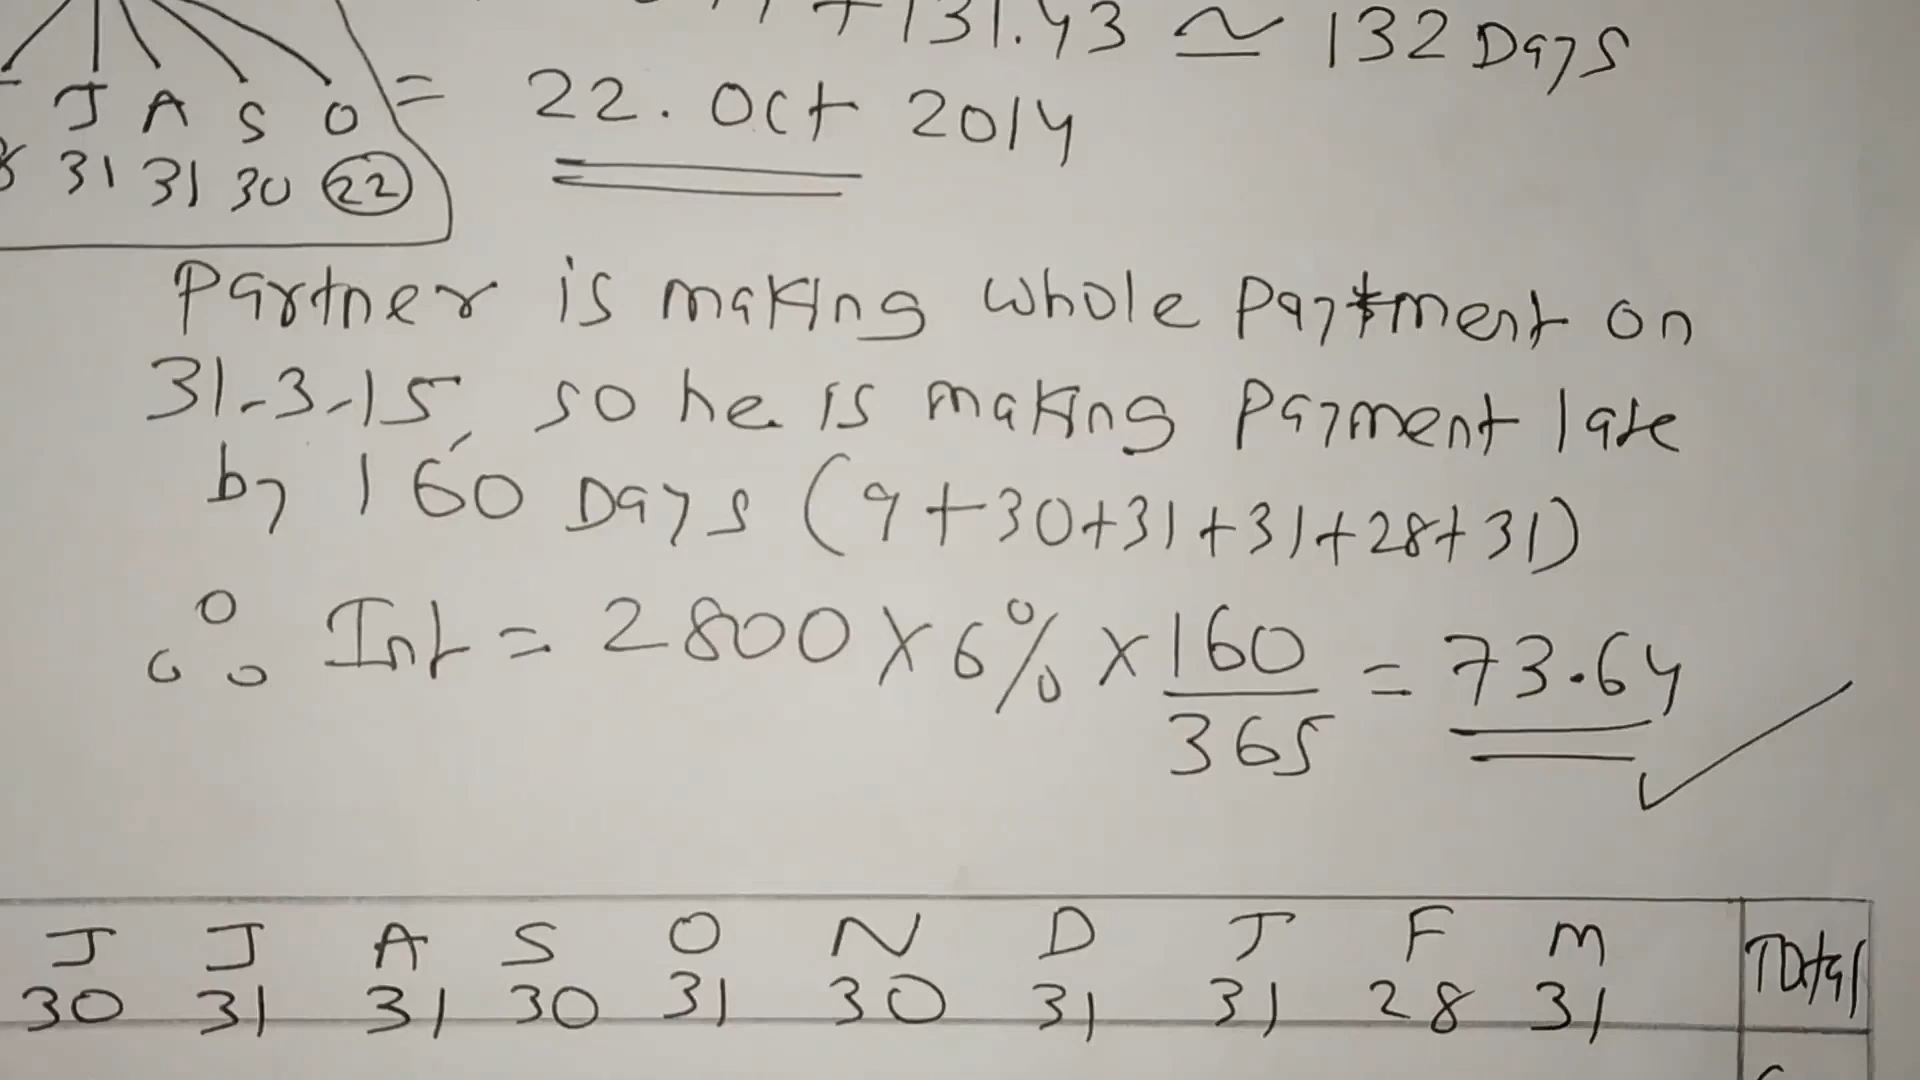 + 131.43 ≃ 132 Days
J A S O = 22. Oct 2014
31 31 30 22
Partner is making whole Payment on
31-3-15, so he is making Payment late
by 160 Days (9+30+31+31+28+31)
∴ Int = 2800 X 6% X 160/365 = 73.64
J J A S O N D J F M Total
30 31 31 30 31 30 31 31 28 31